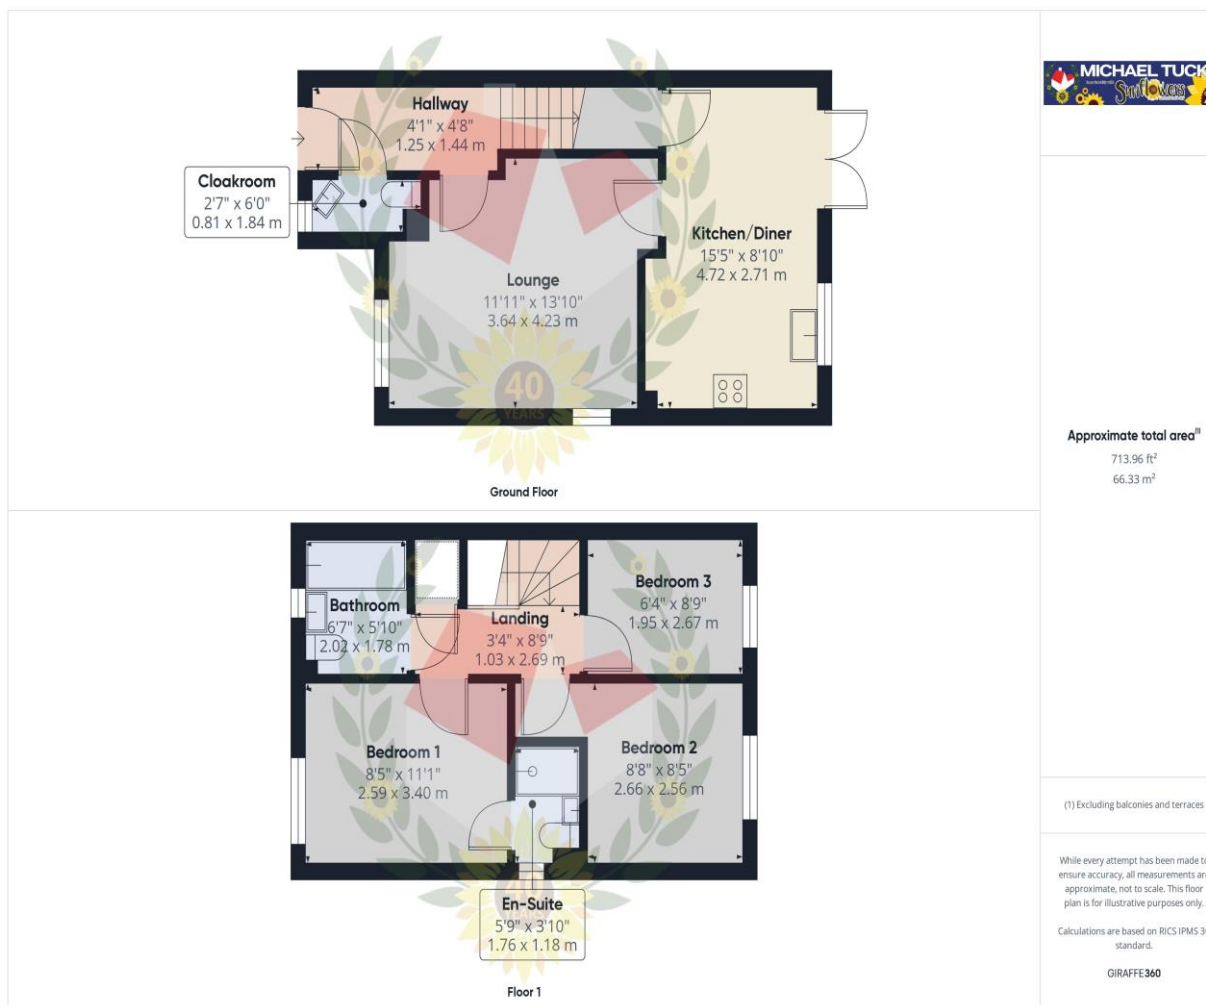 MICHAEL TUCK
Sunflowers
Hallway
4'1" x 4'8"
1.25 x 1.44 m
Cloakroom
2'7" x 6'0"
0.81 x 1.84 m
Lounge
11'11" x 13'10"
3.64 x 4.23 m
Kitchen/Diner
15'5" x 8'10"
4.72 x 2.71 m
40
YEARS
Ground Floor
Approximate total area(1)
713.96 ft²
66.33 m²
Bathroom
6'7" x 5'10"
2.02 x 1.78 m
Landing
3'4" x 8'9"
1.03 x 2.69 m
Bedroom 3
6'4" x 8'9"
1.95 x 2.67 m
Bedroom 1
8'5" x 11'1"
2.59 x 3.40 m
Bedroom 2
8'8" x 8'5"
2.66 x 2.56 m
40
YEARS
En-Suite
5'9" x 3'10"
1.76 x 1.18 m
Floor 1
(1) Excluding balconies and terraces
While every attempt has been made to
ensure accuracy, all measurements are
approximate, not to scale. This floor
plan is for illustrative purposes only.
Calculations are based on RICS IPMS 3
standard.
GIRAFFE360